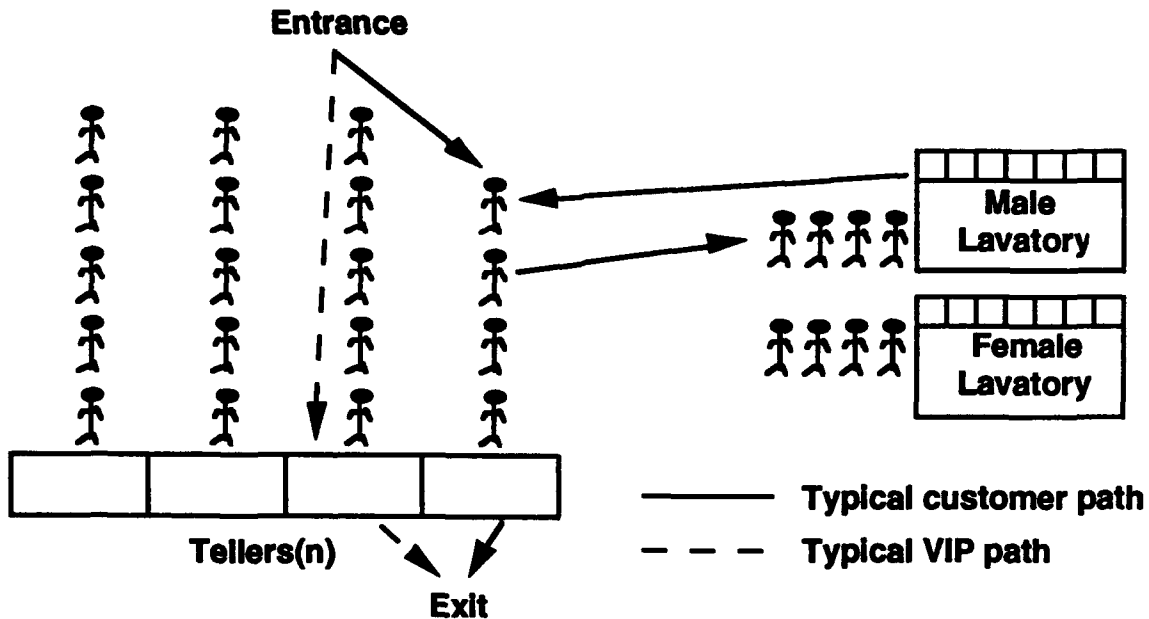 Entrance
Male
Lavatory
Female
Lavatory
Typical customer path
Tellers(n)
Typical VIP path
Exit